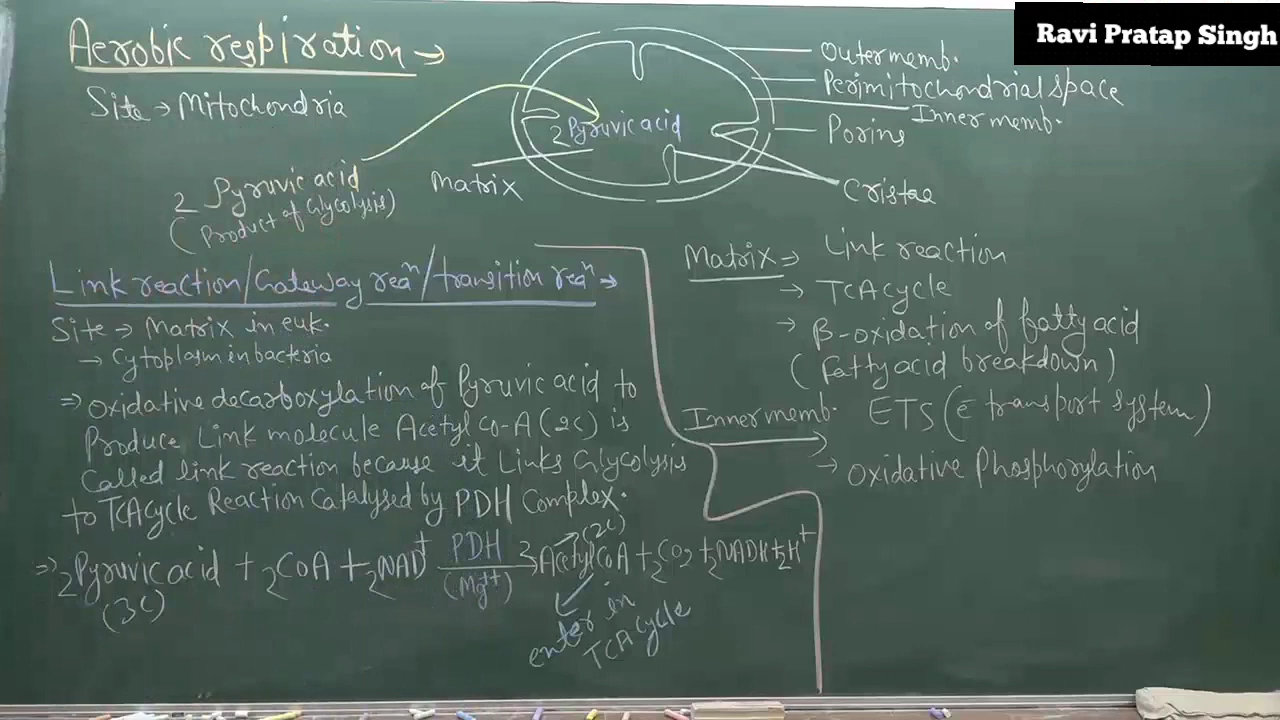 Ravi Pratap Singh
Aerobic respiration →
Site → Mitochondria
2 Pyruvic acid
(Product of Glycolysis)
Outer memb.
Perimitochondrial space
Inner memb.
Porins
Cristae
2 Pyruvic acid
Matrix
Link reaction/Gateway rea^n/transition rea^n →
Site → Matrix in euk.
→ Cytoplasm in bacteria
⇒ Oxidative decarboxylation of Pyruvic acid to
Produce Link molecule Acetyl Co-A (2C) is
Called link reaction because it Links Glycolysis
to TCA cycle Reaction Catalysed by PDH Complex.
⇒ 2 Pyruvic acid + 2 CoA + 2 NAD⁺ PDH (Mg⁺⁺) → 2 Acetyl CoA + 2 CO₂ + 2 NADH + 2H⁺
(3C)
(2C)
enter in
TCA cycle
Matrix ⇒ Link reaction
→ TCA cycle
→ β-oxidation of fatty acid
(Fatty acid breakdown)
Inner memb. → ETS (e⁻ transport system)
→ Oxidative Phosphorylation